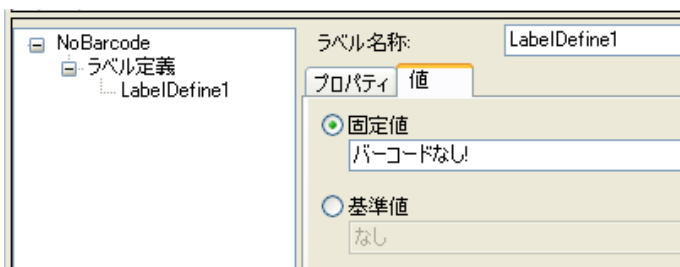 NoBarcode
ラベル定義
LabelDefine1
ラベル名称:
LabelDefine1
プロパティ
値
固定値
バーコードなし!
基準値
なし